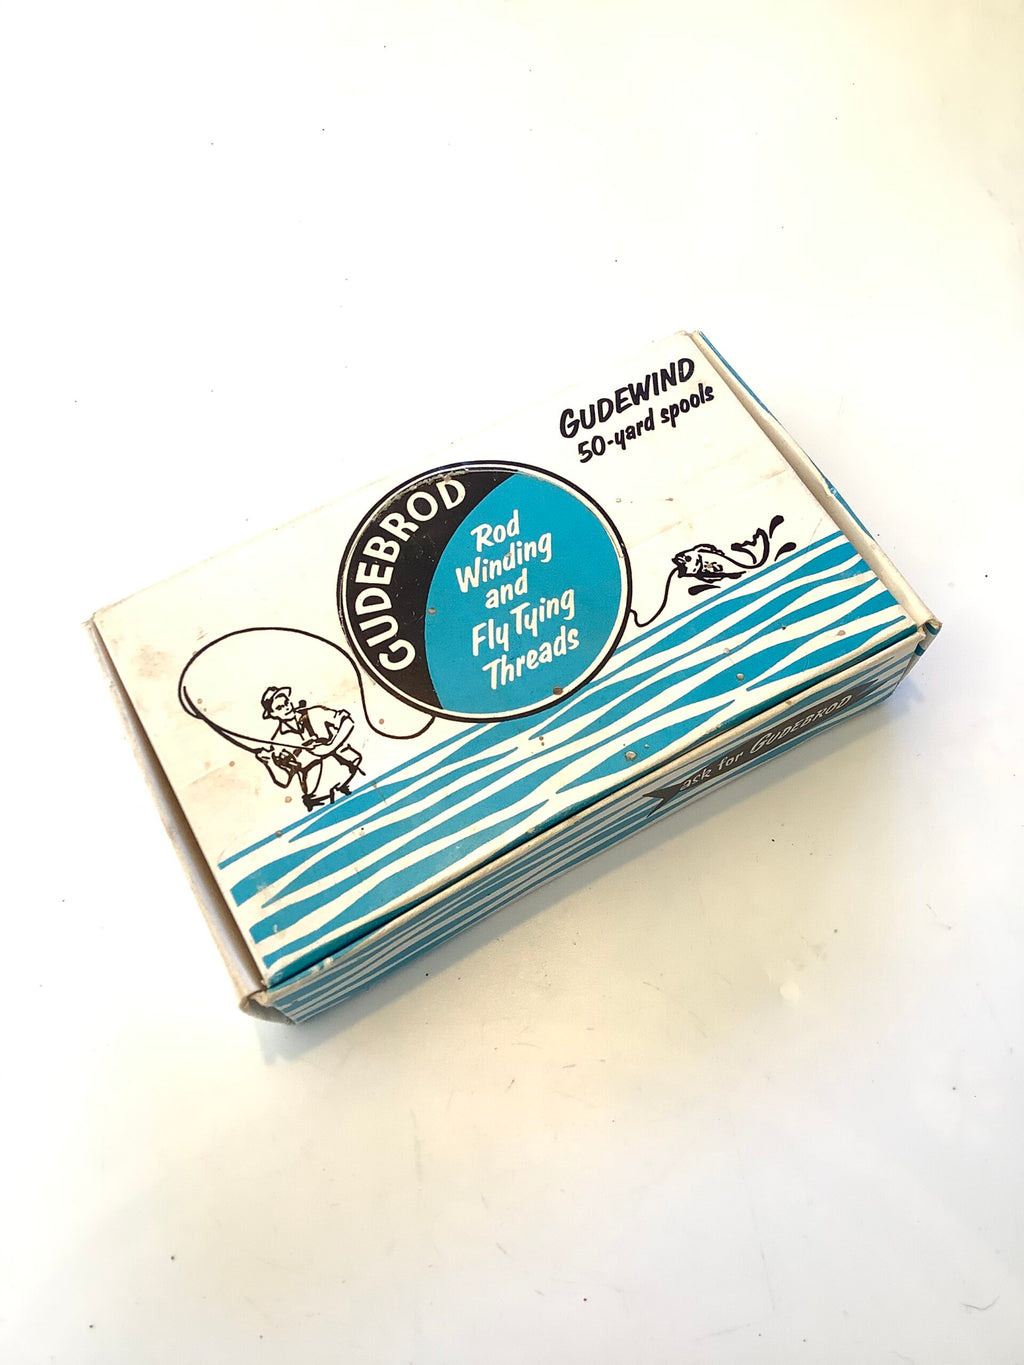 GUDEWIND
50-yard spools
GUDEBROD
Rod
Winding
and
Fly Tying
Threads
ask for GUDEBROD